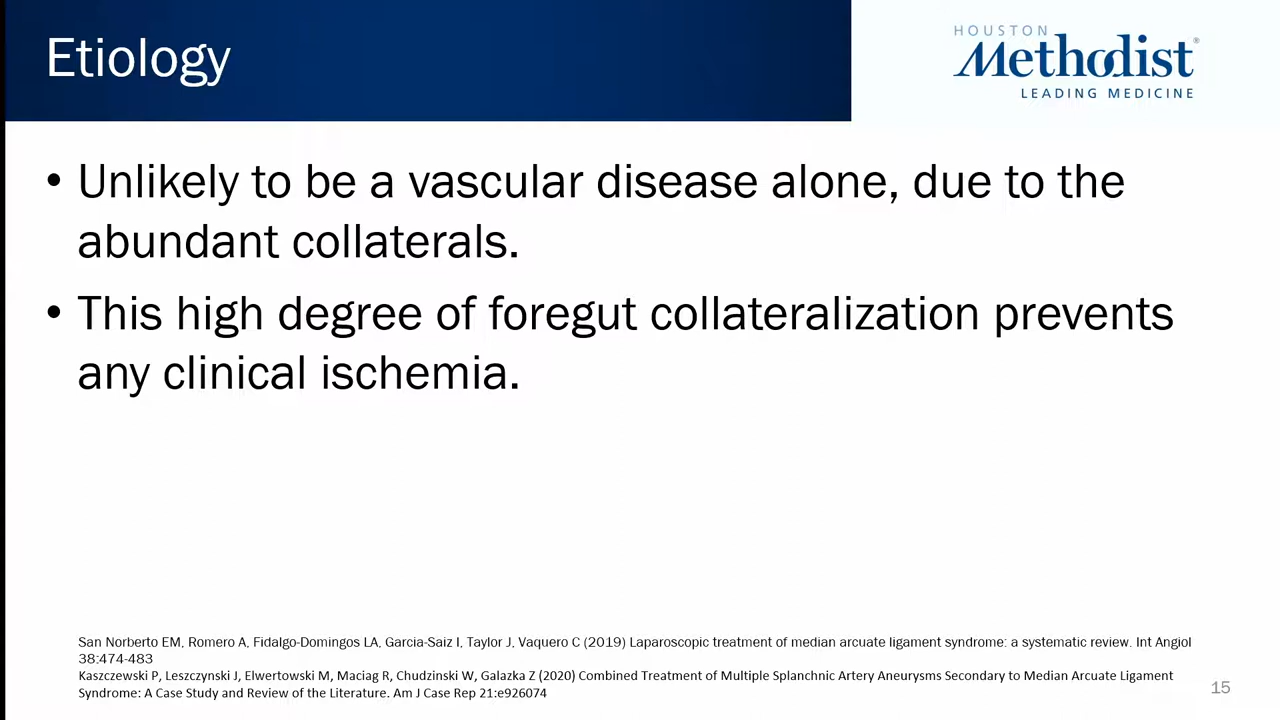 Etiology
HOUSTON
Methodist®
LEADING MEDICINE
• Unlikely to be a vascular disease alone, due to the
abundant collaterals.
• This high degree of foregut collateralization prevents
any clinical ischemia.
San Norberto EM, Romero A, Fidalgo-Domingos LA, Garcia-Saiz I, Taylor J, Vaquero C (2019) Laparoscopic treatment of median arcuate ligament syndrome: a systematic review. Int Angiol
38:474-483
Kaszczewski P, Leszczynski J, Elwertowski M, Maciag R, Chudzinski W, Galazka Z (2020) Combined Treatment of Multiple Splanchnic Artery Aneurysms Secondary to Median Arcuate Ligament
Syndrome: A Case Study and Review of the Literature. Am J Case Rep 21:e926074
15